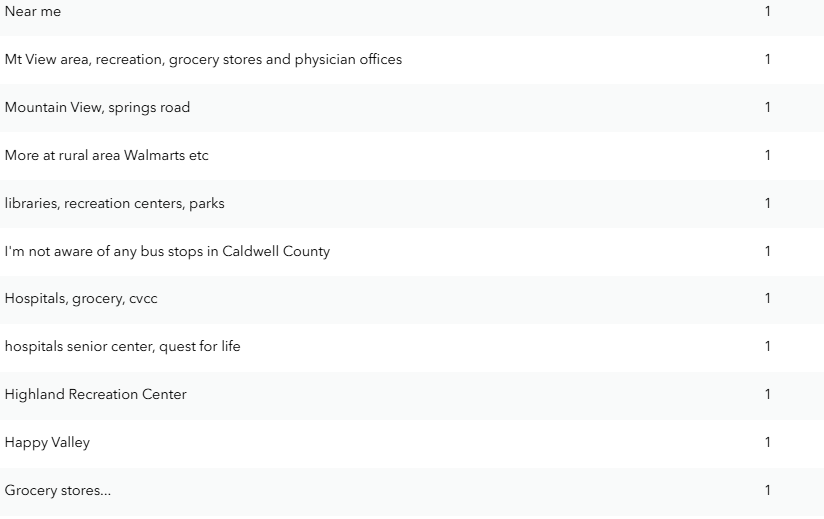 Near me 1
Mt View area, recreation, grocery stores and physician offices 1
Mountain View, springs road 1
More at rural area Walmarts etc 1
libraries, recreation centers, parks 1
I'm not aware of any bus stops in Caldwell County 1
Hospitals, grocery, cvcc 1
hospitals senior center, quest for life 1
Highland Recreation Center 1
Happy Valley 1
Grocery stores... 1